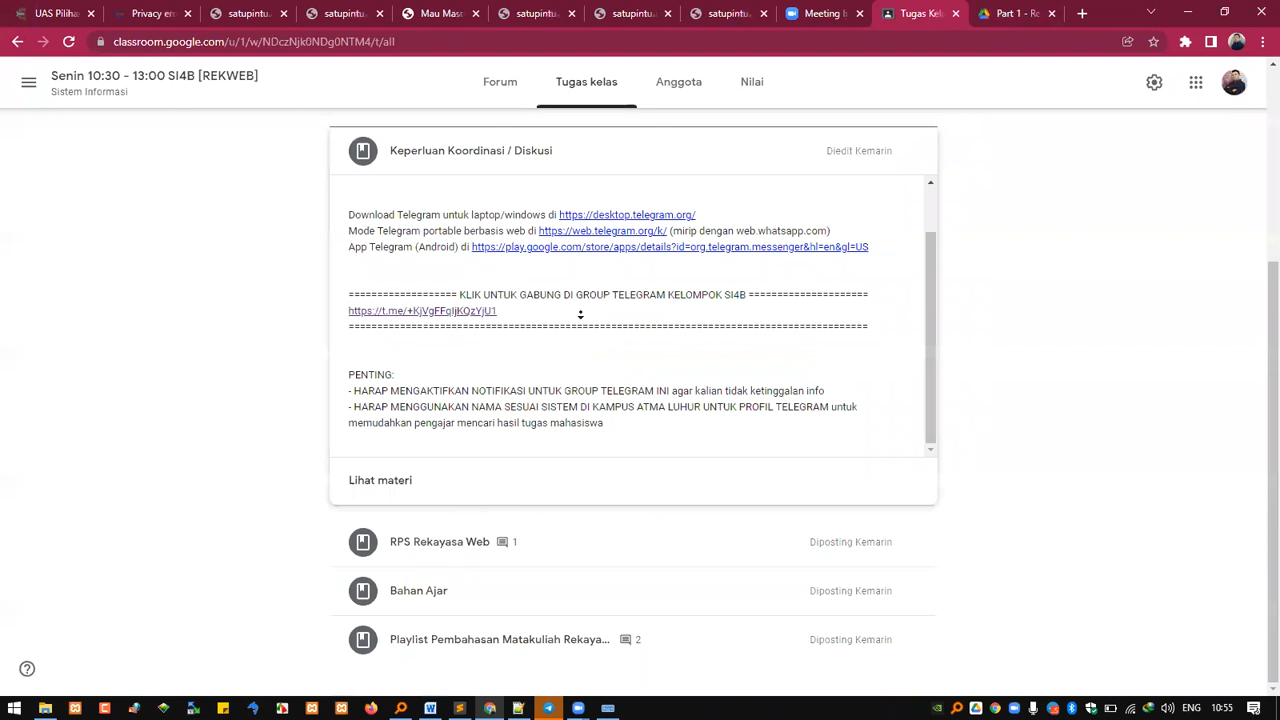 UAS Pilihan
Privacy err
satupintu
satupintu
Mau Mas
satupintu
satupintu
satupintu
Meeting
Tugas Kel
Part 1 - Re
classroom.google.com/u/1/w/NDczNjk0NDg0NTM4/t/all
Senin 10:30 - 13:00 SI4B [REKWEB]
Sistem Informasi
Forum
Tugas kelas
Anggota
Nilai
Keperluan Koordinasi / Diskusi
Diedit Kemarin
Download Telegram untuk laptop/windows di https://desktop.telegram.org/
Mode Telegram portable berbasis web di https://web.telegram.org/k/ (mirip dengan web.whatsapp.com)
App Telegram (Android) di https://play.google.com/store/apps/details?id=org.telegram.messenger&hl=en&gl=US
=================== KLIK UNTUK GABUNG DI GROUP TELEGRAM KELOMPOK SI4B =====================
https://t.me/+KjVgFFqIjKQzYjU1
===========================================================================================
PENTING:
- HARAP MENGAKTIFKAN NOTIFIKASI UNTUK GROUP TELEGRAM INI agar kalian tidak ketinggalan info
- HARAP MENGGUNAKAN NAMA SESUAI SISTEM DI KAMPUS ATMA LUHUR UNTUK PROFIL TELEGRAM untuk
memudahkan pengajar mencari hasil tugas mahasiswa
Lihat materi
RPS Rekayasa Web 1
Diposting Kemarin
Bahan Ajar
Diposting Kemarin
Playlist Pembahasan Matakuliah Rekaya... 2
Diposting Kemarin
10:55